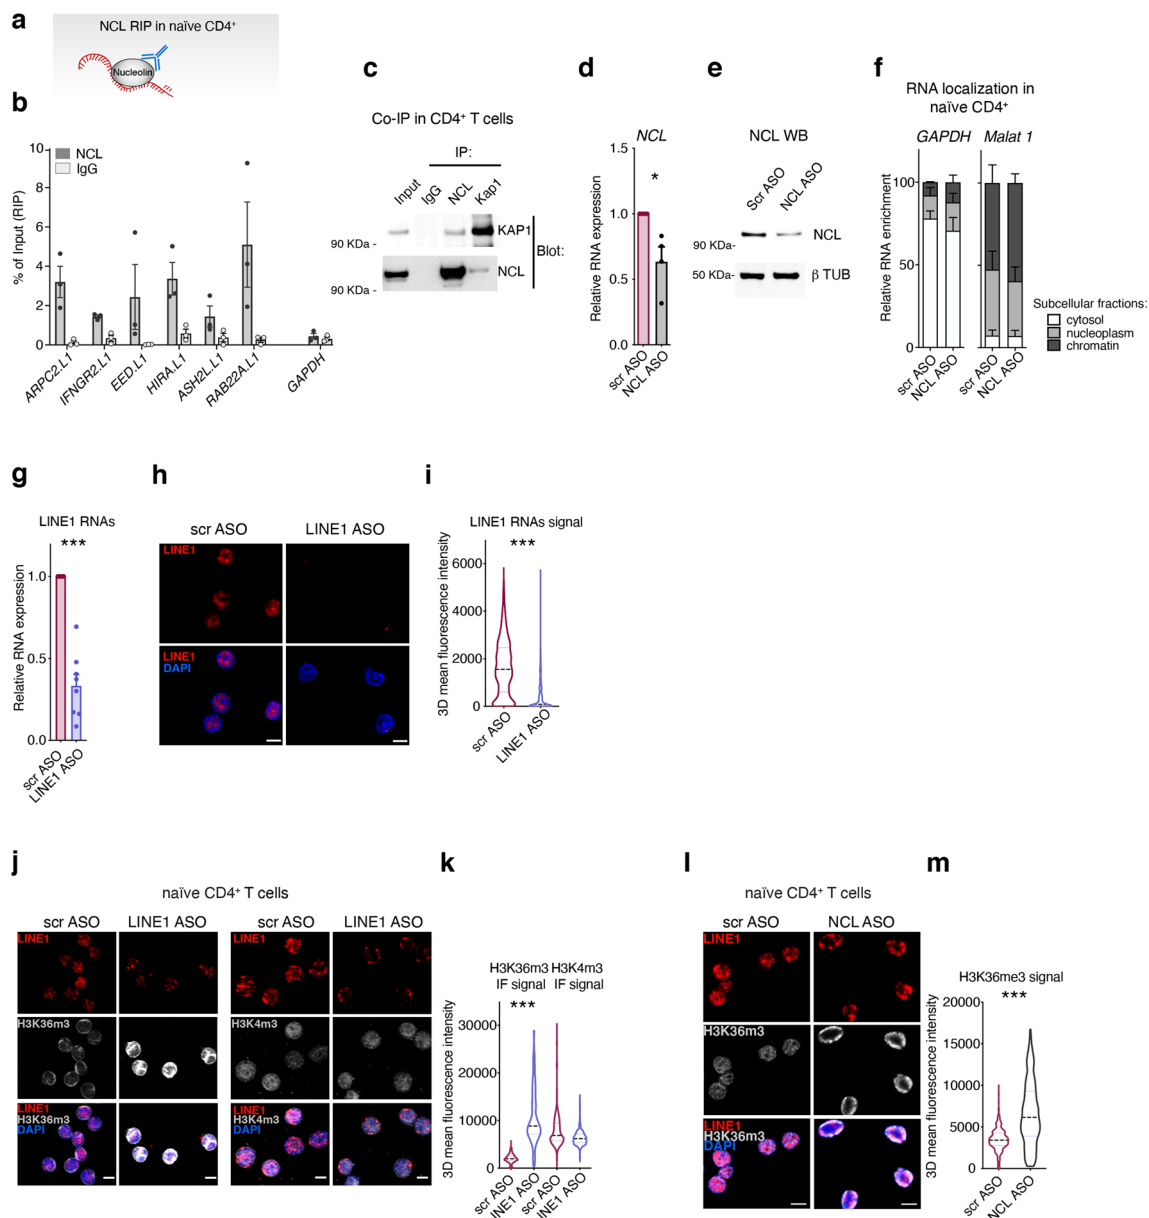 a
NCL RIP in naïve CD4⁺
Nucleolin
b
% of Input (RIP)
10
8
6
4
2
0
NCL
IgG
ARPC2.L1
IFNGR2.L1
EED.L1
HIRA.L1
ASH2L.L1
RAB22A.L1
GAPDH
c
Co-IP in CD4⁺ T cells
IP:
Input
IgG
NCL
Kap1
KAP1
90 KDa -
NCL
90 KDa -
Blot:
d
NCL
*
Relative RNA expression
1.5
1.0
0.5
0.0
scr ASO
NCL ASO
e
NCL WB
Scr ASO
NCL ASO
90 KDa-
NCL
50 KDa-
β TUB
f
RNA localization in
naïve CD4⁺
GAPDH
Malat 1
Relative RNA enrichment
100
50
0
scr ASO
NCL ASO
scr ASO
NCL ASO
Subcellular fractions:
cytosol
nucleoplasm
chromatin
g
LINE1 RNAs
***
Relative RNA expression
1.0
0.5
0.0
scr ASO
LINE1 ASO
h
scr ASO
LINE1 ASO
LINE1
LINE1
DAPI
i
LINE1 RNAs signal
***
3D mean fluorescence intensity
6000
4000
2000
0
scr ASO
LINE1 ASO
j
naïve CD4⁺ T cells
scr ASO
LINE1 ASO
scr ASO
LINE1 ASO
LINE1
LINE1
H3K36m3
H3K4m3
LINE1
H3K36m3
DAPI
LINE1
H3K4m3
DAPI
k
H3K36m3
IF signal
H3K4m3
IF signal
***
3D mean fluorescence intensity
30000
20000
10000
0
scr ASO
INE1 ASO
scr ASO
INE1 ASO
l
naïve CD4⁺ T cells
scr ASO
NCL ASO
LINE1
H3K36m3
LINE1
H3K36m3
DAPI
m
H3K36me3 signal
***
3D mean fluorescence intensity
20000
15000
10000
5000
0
scr ASO
NCL ASO